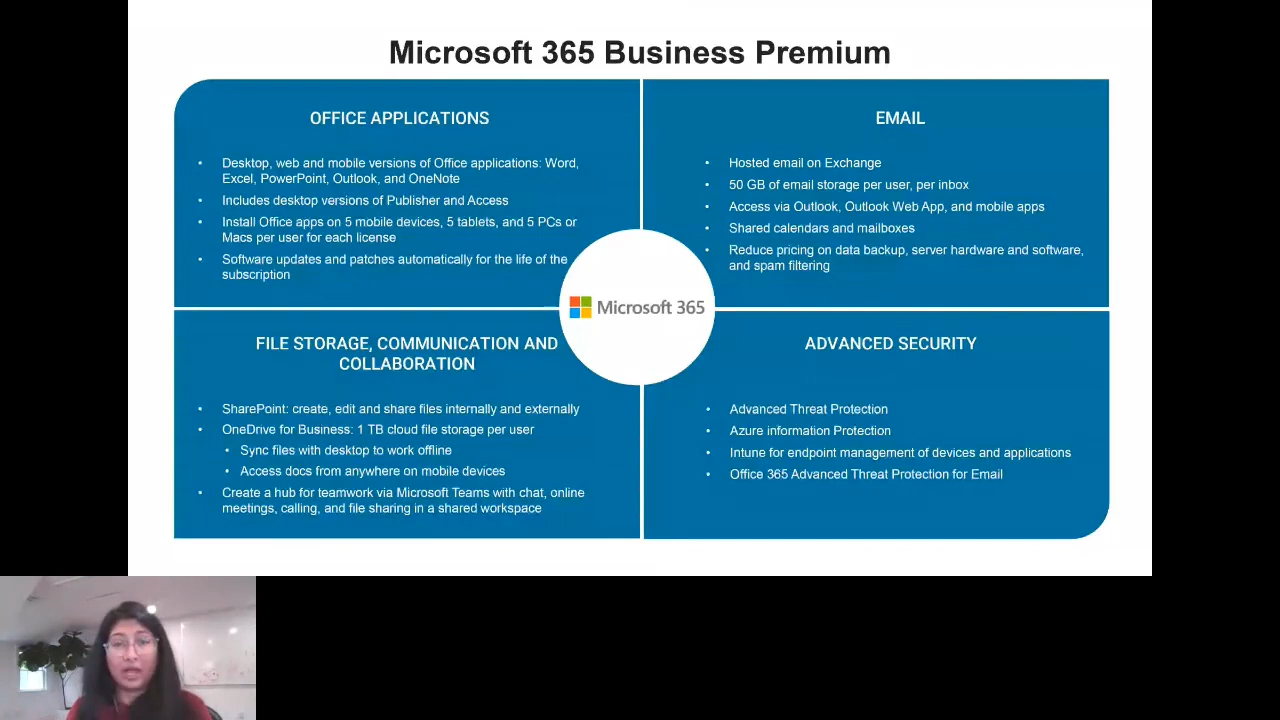 Microsoft 365 Business Premium
OFFICE APPLICATIONS
• Desktop, web and mobile versions of Office applications: Word,
Excel, PowerPoint, Outlook, and OneNote
• Includes desktop versions of Publisher and Access
• Install Office apps on 5 mobile devices, 5 tablets, and 5 PCs or
Macs per user for each license
• Software updates and patches automatically for the life of the
subscription
EMAIL
• Hosted email on Exchange
• 50 GB of email storage per user, per inbox
• Access via Outlook, Outlook Web App, and mobile apps
• Shared calendars and mailboxes
• Reduce pricing on data backup, server hardware and software,
and spam filtering
Microsoft 365
FILE STORAGE, COMMUNICATION AND
COLLABORATION
• SharePoint: create, edit and share files internally and externally
• OneDrive for Business: 1 TB cloud file storage per user
• Sync files with desktop to work offline
• Access docs from anywhere on mobile devices
• Create a hub for teamwork via Microsoft Teams with chat, online
meetings, calling, and file sharing in a shared workspace
ADVANCED SECURITY
• Advanced Threat Protection
• Azure information Protection
• Intune for endpoint management of devices and applications
• Office 365 Advanced Threat Protection for Email